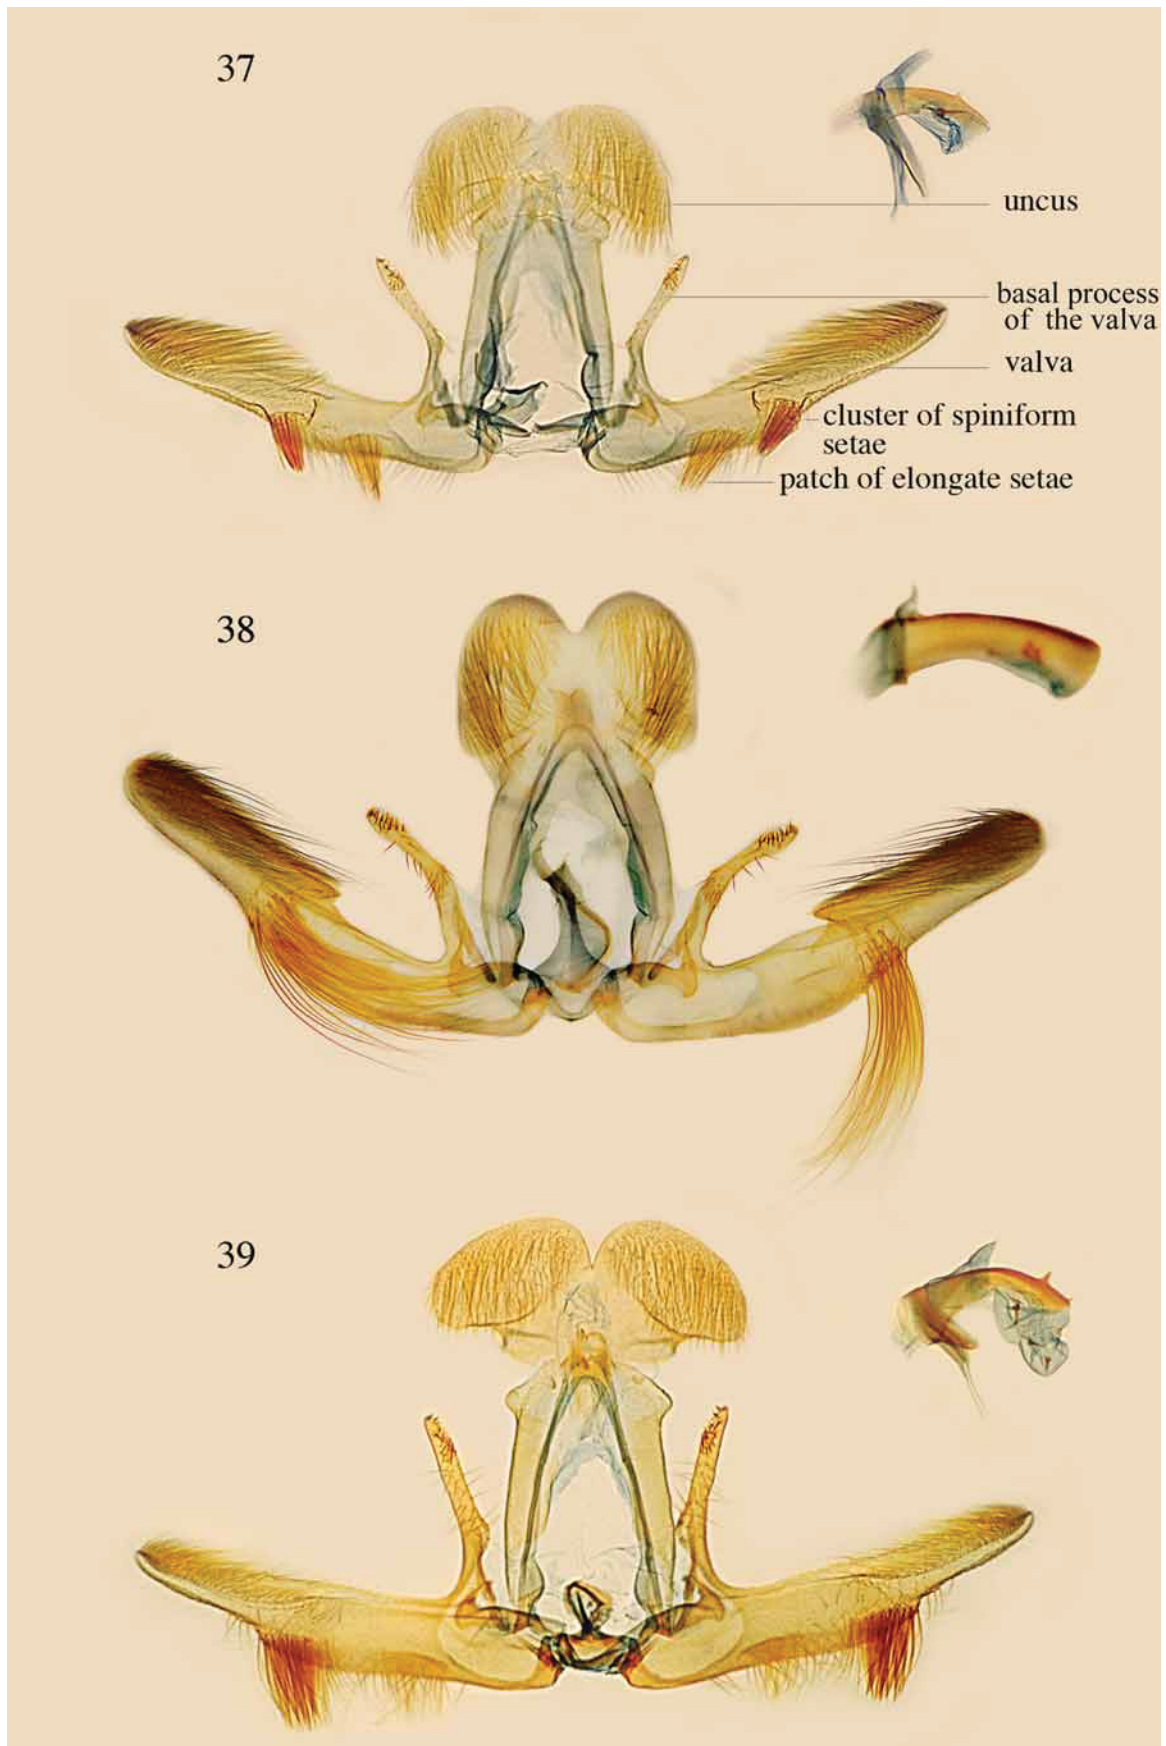 37
uncus
basal process
of the valva
valva
cluster of spiniform
setae
patch of elongate setae
38
39